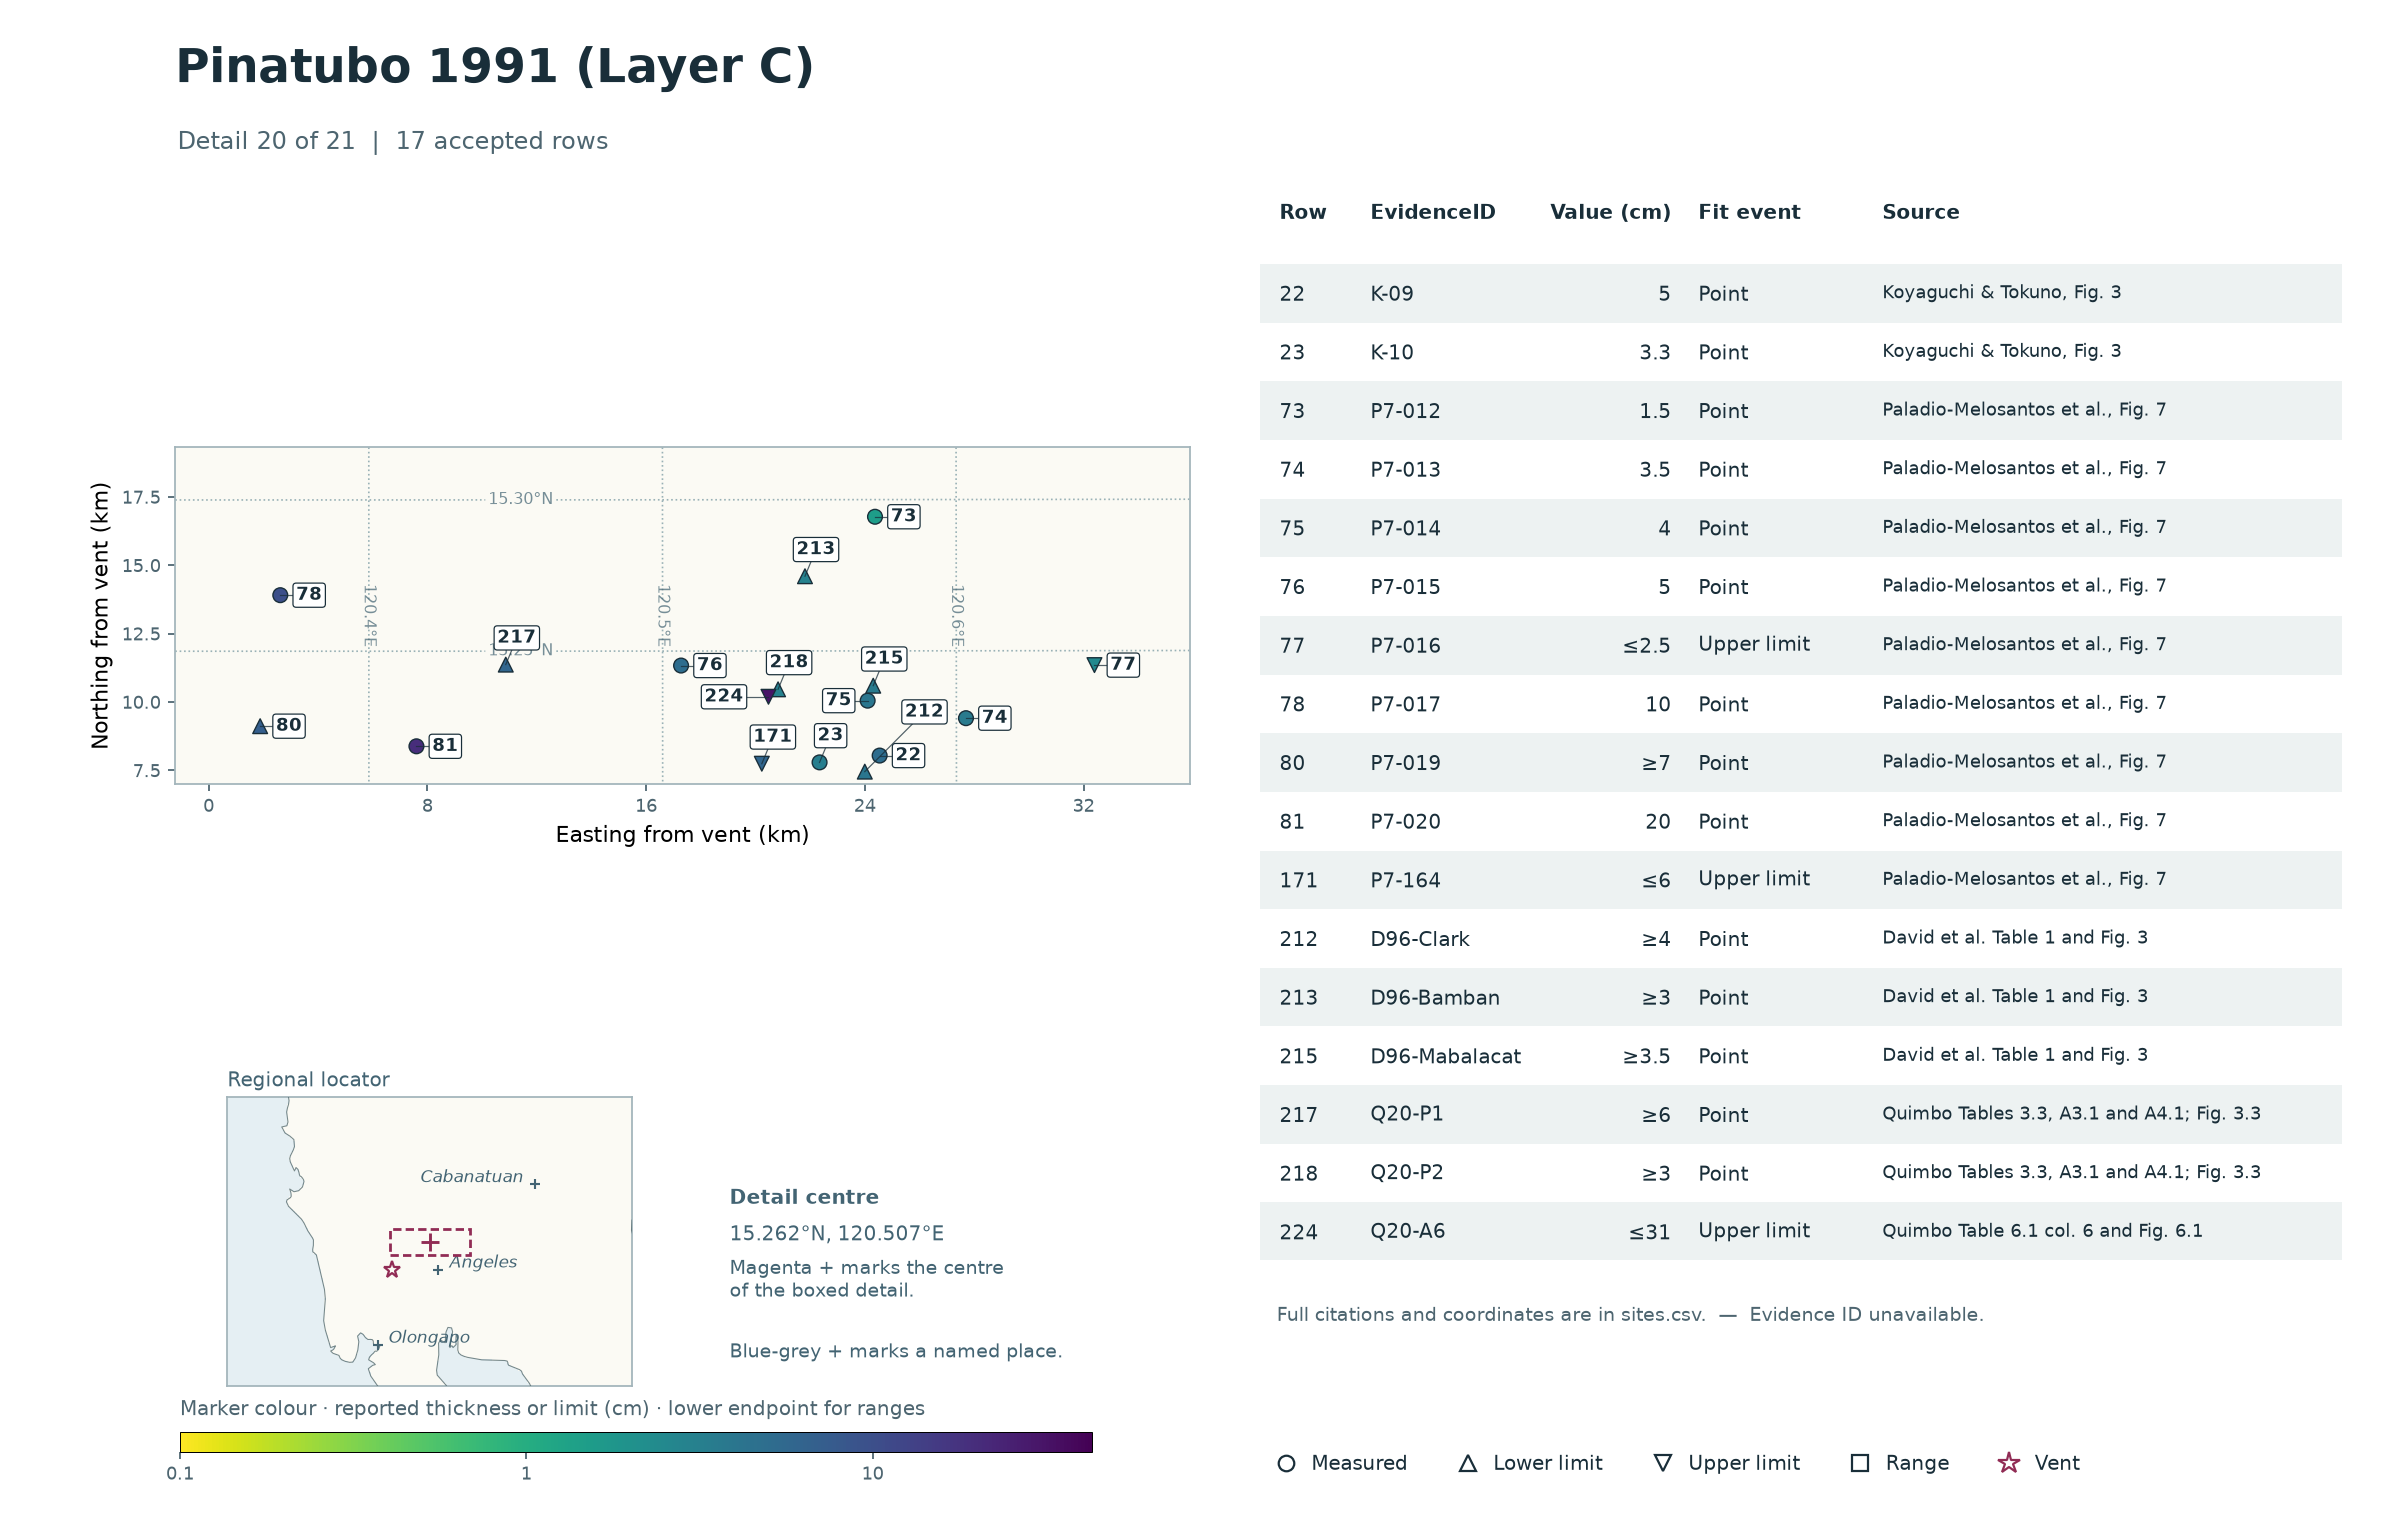 Pinatubo 1991 (Layer C)
Detail 20 of 21 | 17 accepted rows
Row EvidenceID Value (cm) Fit event Source
22 K-09 5 Point Koyaguchi & Tokuno, Fig. 3
23 K-10 3.3 Point Koyaguchi & Tokuno, Fig. 3
73 P7-012 1.5 Point Paladio-Melosantos et al., Fig. 7
74 P7-013 3.5 Point Paladio-Melosantos et al., Fig. 7
75 P7-014 4 Point Paladio-Melosantos et al., Fig. 7
76 P7-015 5 Point Paladio-Melosantos et al., Fig. 7
77 P7-016 ≤2.5 Upper limit Paladio-Melosantos et al., Fig. 7
78 P7-017 10 Point Paladio-Melosantos et al., Fig. 7
80 P7-019 ≥7 Point Paladio-Melosantos et al., Fig. 7
81 P7-020 20 Point Paladio-Melosantos et al., Fig. 7
171 P7-164 ≤6 Upper limit Paladio-Melosantos et al., Fig. 7
212 D96-Clark ≥4 Point David et al. Table 1 and Fig. 3
213 D96-Bamban ≥3 Point David et al. Table 1 and Fig. 3
215 D96-Mabalacat ≥3.5 Point David et al. Table 1 and Fig. 3
217 Q20-P1 ≥6 Point Quimbo Tables 3.3, A3.1 and A4.1; Fig. 3.3
218 Q20-P2 ≥3 Point Quimbo Tables 3.3, A3.1 and A4.1; Fig. 3.3
224 Q20-A6 ≤31 Upper limit Quimbo Table 6.1 col. 6 and Fig. 6.1
Full citations and coordinates are in sites.csv. — Evidence ID unavailable.
Northing from vent (km)
17.5
15.0
12.5
10.0
7.5
15.30°N
120.4°E
120.5°E
120.6°E
73
213
78
217
76
218
215
77
224
75
212
74
80
81
171
23
22
0 8 16 24 32
Easting from vent (km)
Regional locator
Cabanatuan
Angeles
Olongapo
Detail centre
15.262°N, 120.507°E
Magenta + marks the centre
of the boxed detail.
Blue-grey + marks a named place.
Marker colour · reported thickness or limit (cm) · lower endpoint for ranges
0.1 1 10
Measured Lower limit Upper limit Range Vent